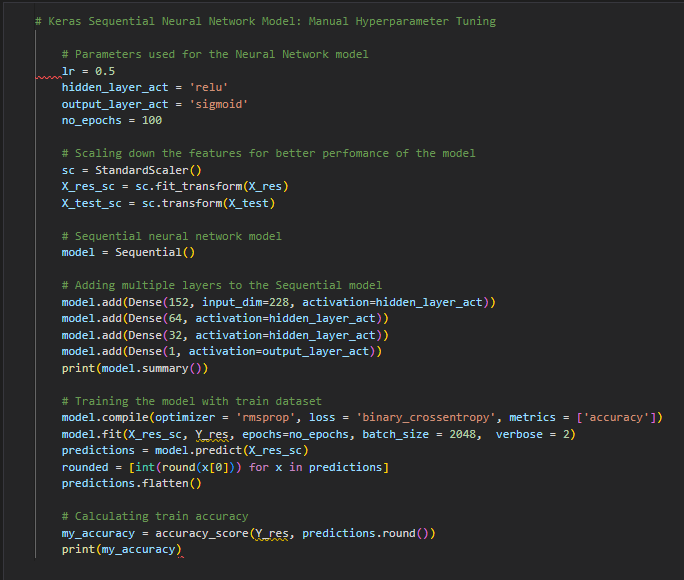 # Keras Sequential Neural Network Model: Manual Hyperparameter Tuning
# Parameters used for the Neural Network model
lr = 0.5
hidden_layer_act = 'relu'
output_layer_act = 'sigmoid'
no_epochs = 100
# Scaling down the features for better perfomance of the model
sc = StandardScaler()
X_res_sc = sc.fit_transform(X_res)
X_test_sc = sc.transform(X_test)
# Sequential neural network model
model = Sequential()
# Adding multiple layers to the Sequential model
model.add(Dense(152, input_dim=228, activation=hidden_layer_act))
model.add(Dense(64, activation=hidden_layer_act))
model.add(Dense(32, activation=hidden_layer_act))
model.add(Dense(1, activation=output_layer_act))
print(model.summary())
# Training the model with train dataset
model.compile(optimizer = 'rmsprop', loss = 'binary_crossentropy', metrics = ['accuracy'])
model.fit(X_res_sc, Y_res, epochs=no_epochs, batch_size = 2048,  verbose = 2)
predictions = model.predict(X_res_sc)
rounded = [int(round(x[0])) for x in predictions]
predictions.flatten()
# Calculating train accuracy
my_accuracy = accuracy_score(Y_res, predictions.round())
print(my_accuracy)